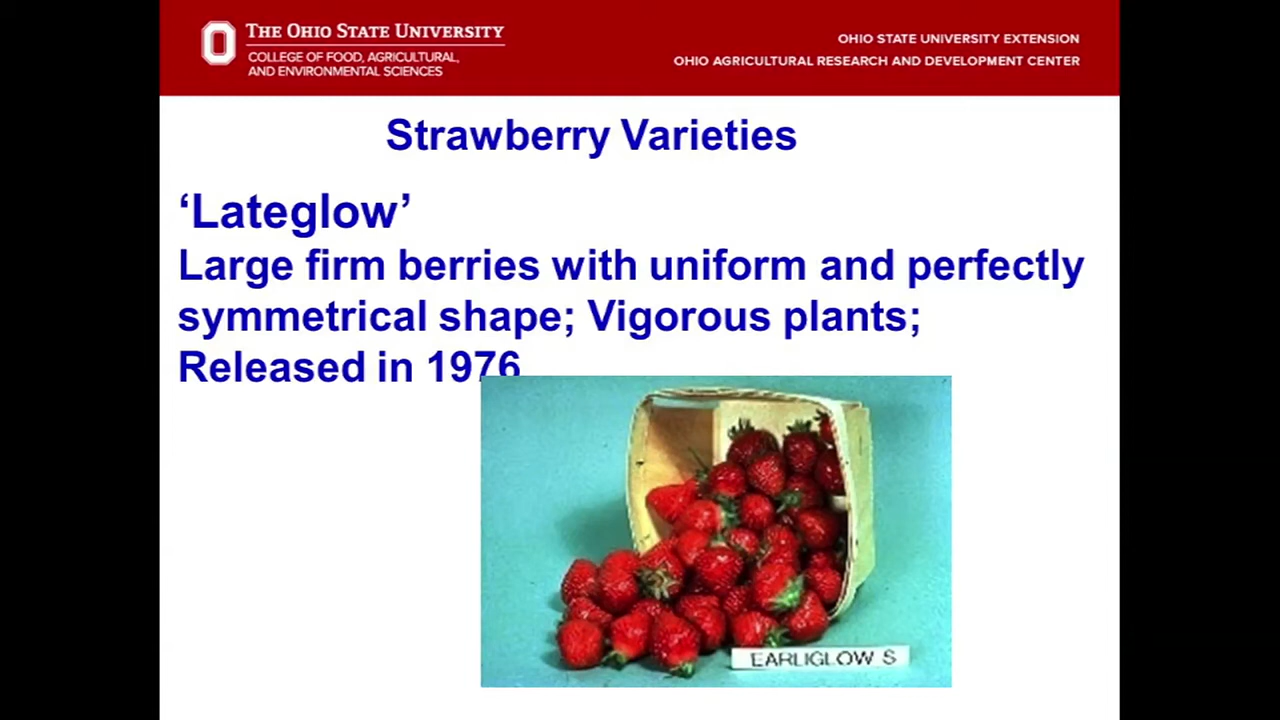 THE OHIO STATE UNIVERSITY
COLLEGE OF FOOD, AGRICULTURAL,
AND ENVIRONMENTAL SCIENCES
OHIO STATE UNIVERSITY EXTENSION
OHIO AGRICULTURAL RESEARCH AND DEVELOPMENT CENTER
Strawberry Varieties
‘Lateglow’
Large firm berries with uniform and perfectly
symmetrical shape; Vigorous plants;
Released in 1976
EARLIGLOW S